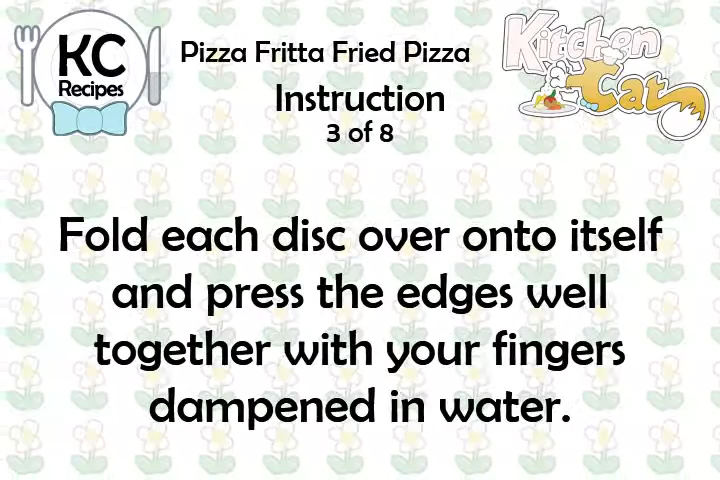 KC
Recipes
Pizza Fritta Fried Pizza
Kitchen
Cat
Instruction
3 of 8
Fold each disc over onto itself
and press the edges well
together with your fingers
dampened in water.